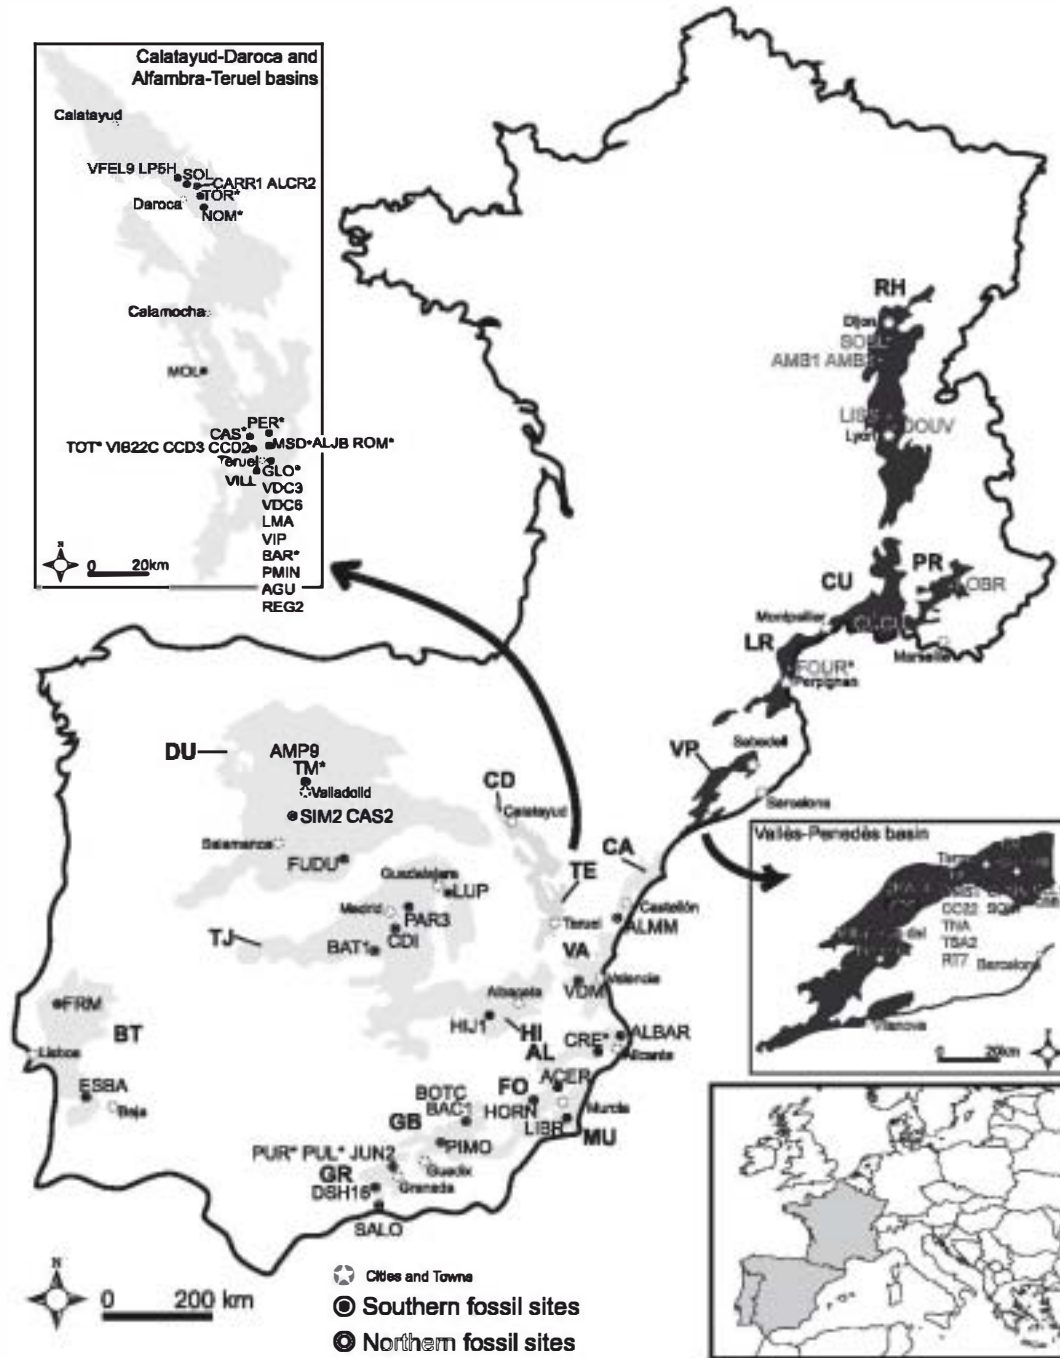 Calatayud-Daroca and
Alfambra-Teruel basins
Calatayud
VFEL9 LP5H SOL
CARR1 ALCR2
TOR*
Daroca
NOM*
Calamocha
MOL
PER*
CAS*
MSD* ALJB ROM*
TOT* VIB22C CCD3 CCD2
Teruel
GLO*
VILL
VDC3
VDC6
LMA
VIP
BAR*
PMIN
AGU
REG2
N
0 20km
RH
Dijon
AMB1
DOUV
Lyon
PR
OBR
CU
Montpellier
Marseille
LR
FOUR*
Perpignan
VP
Sabadell
Barcelona
DU
AMP9
TM*
Valladolid
SIM2 CAS2
Salamanca
FUDU*
CD
Calatayud
CA
TE
Guadalajara
LUP
Madrid
PAR3
CDI
TJ
BAT1
Teruel
Castellón
ALMM
VA
Valencia
VDM
Albacete
HIJ1
HI
AL
CRE*
ALBAR
Alicante
FRM
BT
Lisboa
ESBA
Beja
ACER
FO
HORN
BOTC
BAC1
GB
LIBR
Murcia
MU
PIMO
PUR* PUL* JUN2
Guadix
GR
Granada
DSH16
SALO
Vallès-Penedès basin
CC22
TNA
TSA2
RT7
Barcelona
Vilanova
0 20km
N
N
0 200 km
Cities and Towns
Southern fossil sites
Northern fossil sites